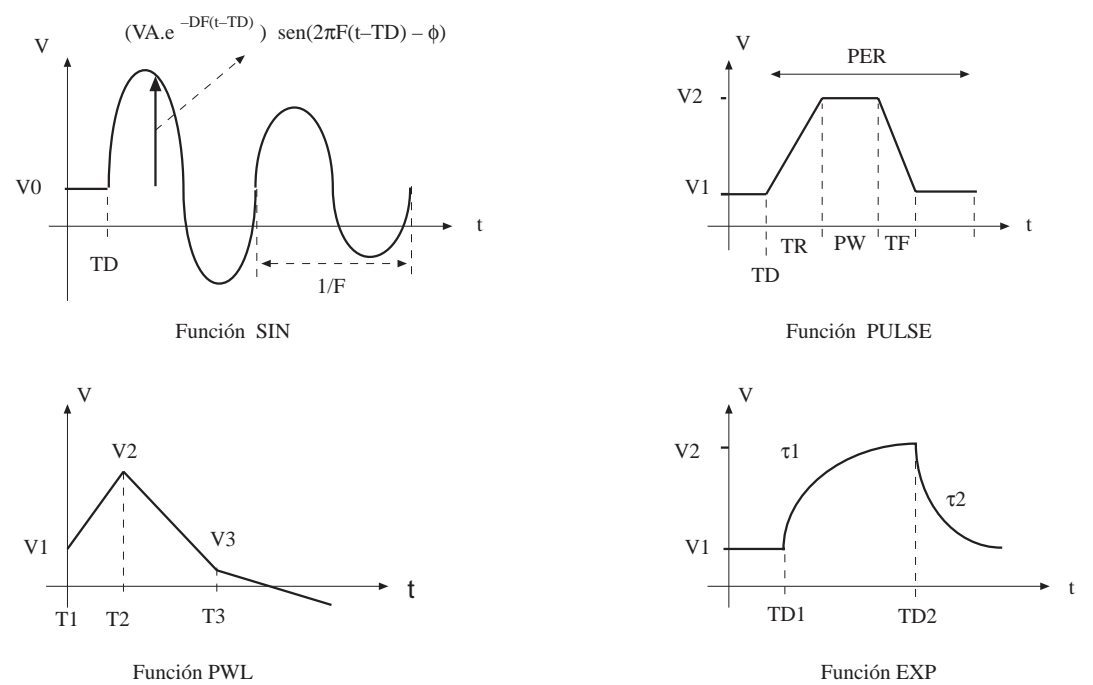 (VA.e –DF(t–TD) ) sen(2πF(t–TD) – ϕ)
V
V0
t
TD
1/F
Función SIN
V
PER
V2
V1
t
TR
PW
TF
TD
Función PULSE
V
V2
V1
V3
t
T1
T2
T3
Función PWL
V
V2
τ1
τ2
V1
t
TD1
TD2
Función EXP